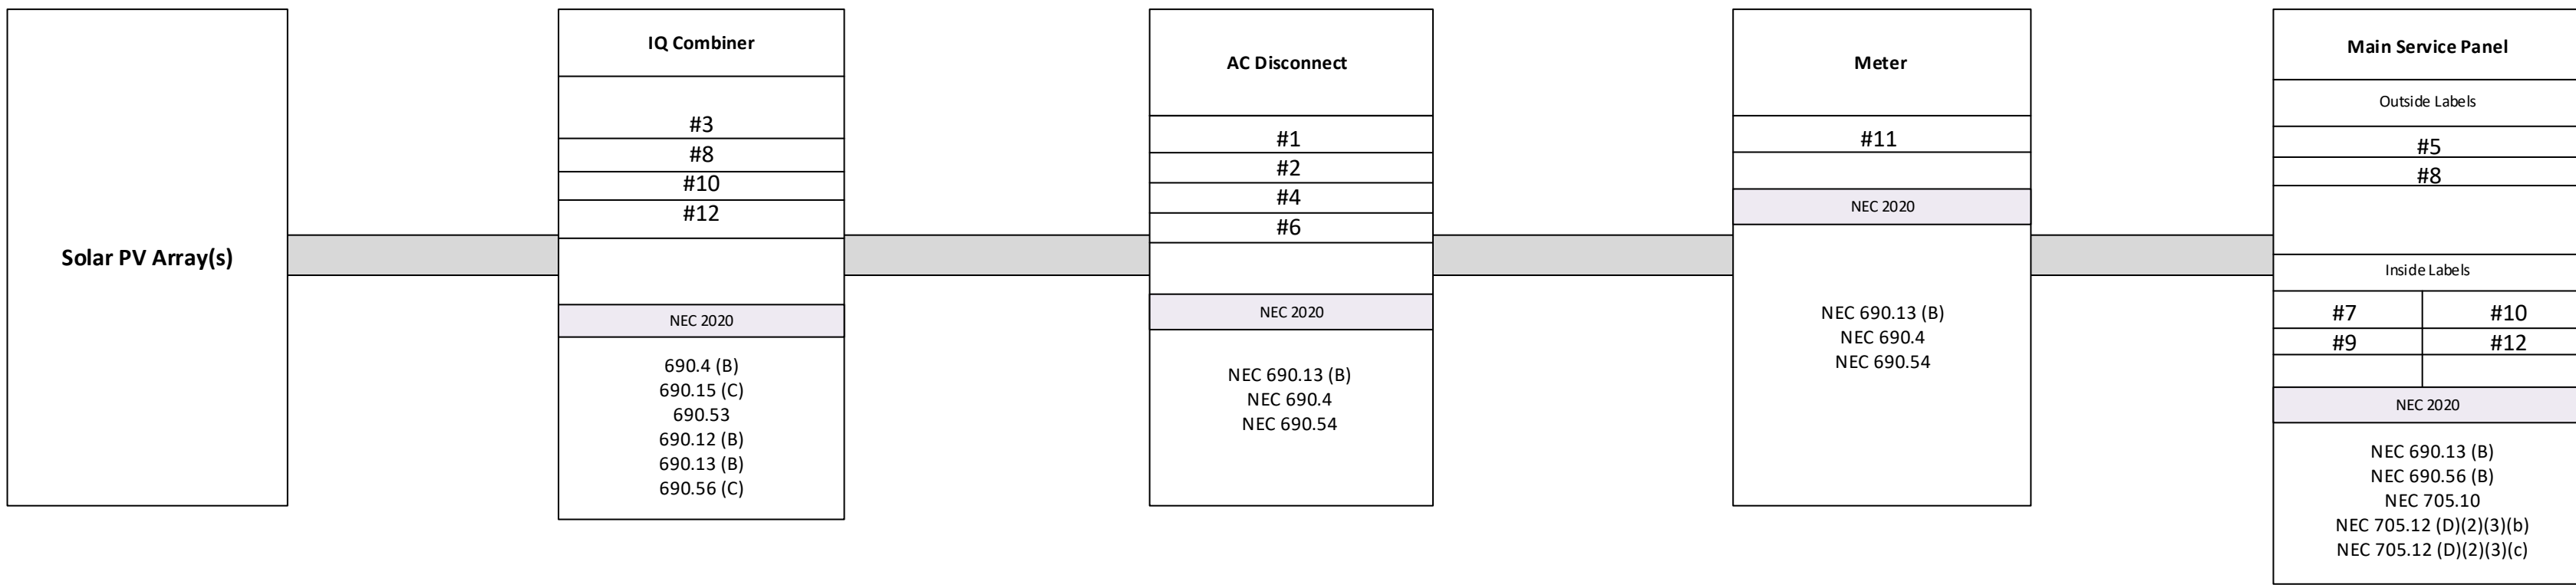 Solar PV Array(s)
IQ Combiner
#3
#8
#10
#12
NEC 2020
690.4 (B)
690.15 (C)
690.53
690.12 (B)
690.13 (B)
690.56 (C)
AC Disconnect
#1
#2
#4
#6
NEC 2020
NEC 690.13 (B)
NEC 690.4
NEC 690.54
Meter
#11
NEC 2020
NEC 690.13 (B)
NEC 690.4
NEC 690.54
Main Service Panel
Outside Labels
#5
#8
Inside Labels
#7 #10
#9 #12
NEC 2020
NEC 690.13 (B)
NEC 690.56 (B)
NEC 705.10
NEC 705.12 (D)(2)(3)(b)
NEC 705.12 (D)(2)(3)(c)